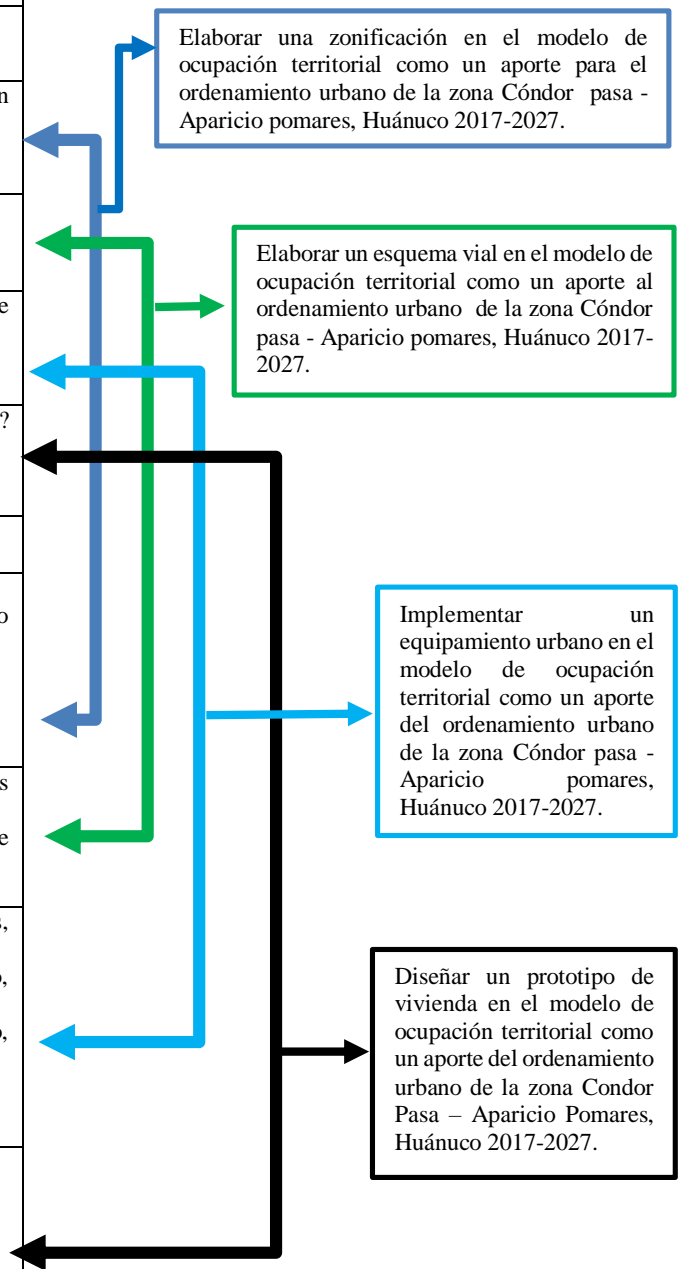 Elaborar una zonificación en el modelo de
ocupación territorial como un aporte para el
ordenamiento urbano de la zona Cóndor pasa -
Aparicio pomares, Huánuco 2017-2027.
n
Elaborar un esquema vial en el modelo de
ocupación territorial como un aporte al
ordenamiento urbano de la zona Cóndor
pasa - Aparicio pomares, Huánuco 2017-
2027.
e
?
o
Implementar un
equipamiento urbano en el
modelo de ocupación
territorial como un aporte
del ordenamiento urbano
de la zona Cóndor pasa -
Aparicio pomares,
Huánuco 2017-2027.
s
e
,
o,
o,
Diseñar un prototipo de
vivienda en el modelo de
ocupación territorial como
un aporte del ordenamiento
urbano de la zona Condor
Pasa – Aparicio Pomares,
Huánuco 2017-2027.